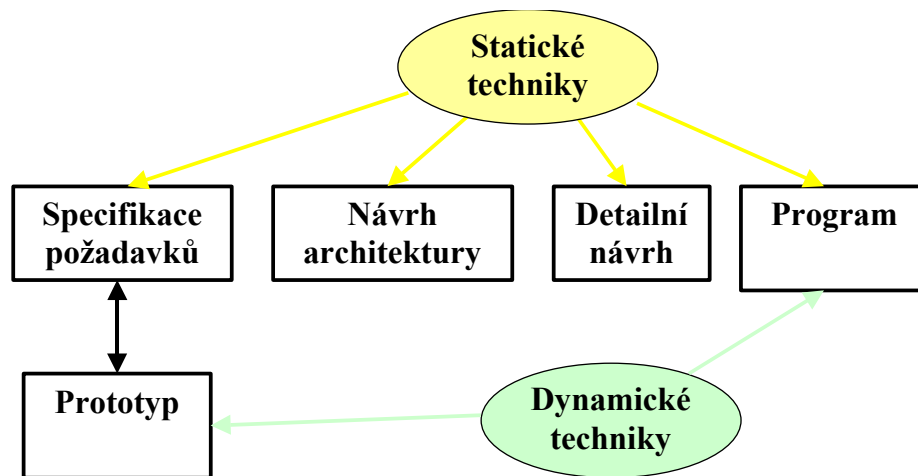 Statické
techniky
Specifikace
požadavků
Návrh
architektury
Detailní
návrh
Program
Prototyp
Dynamické
techniky